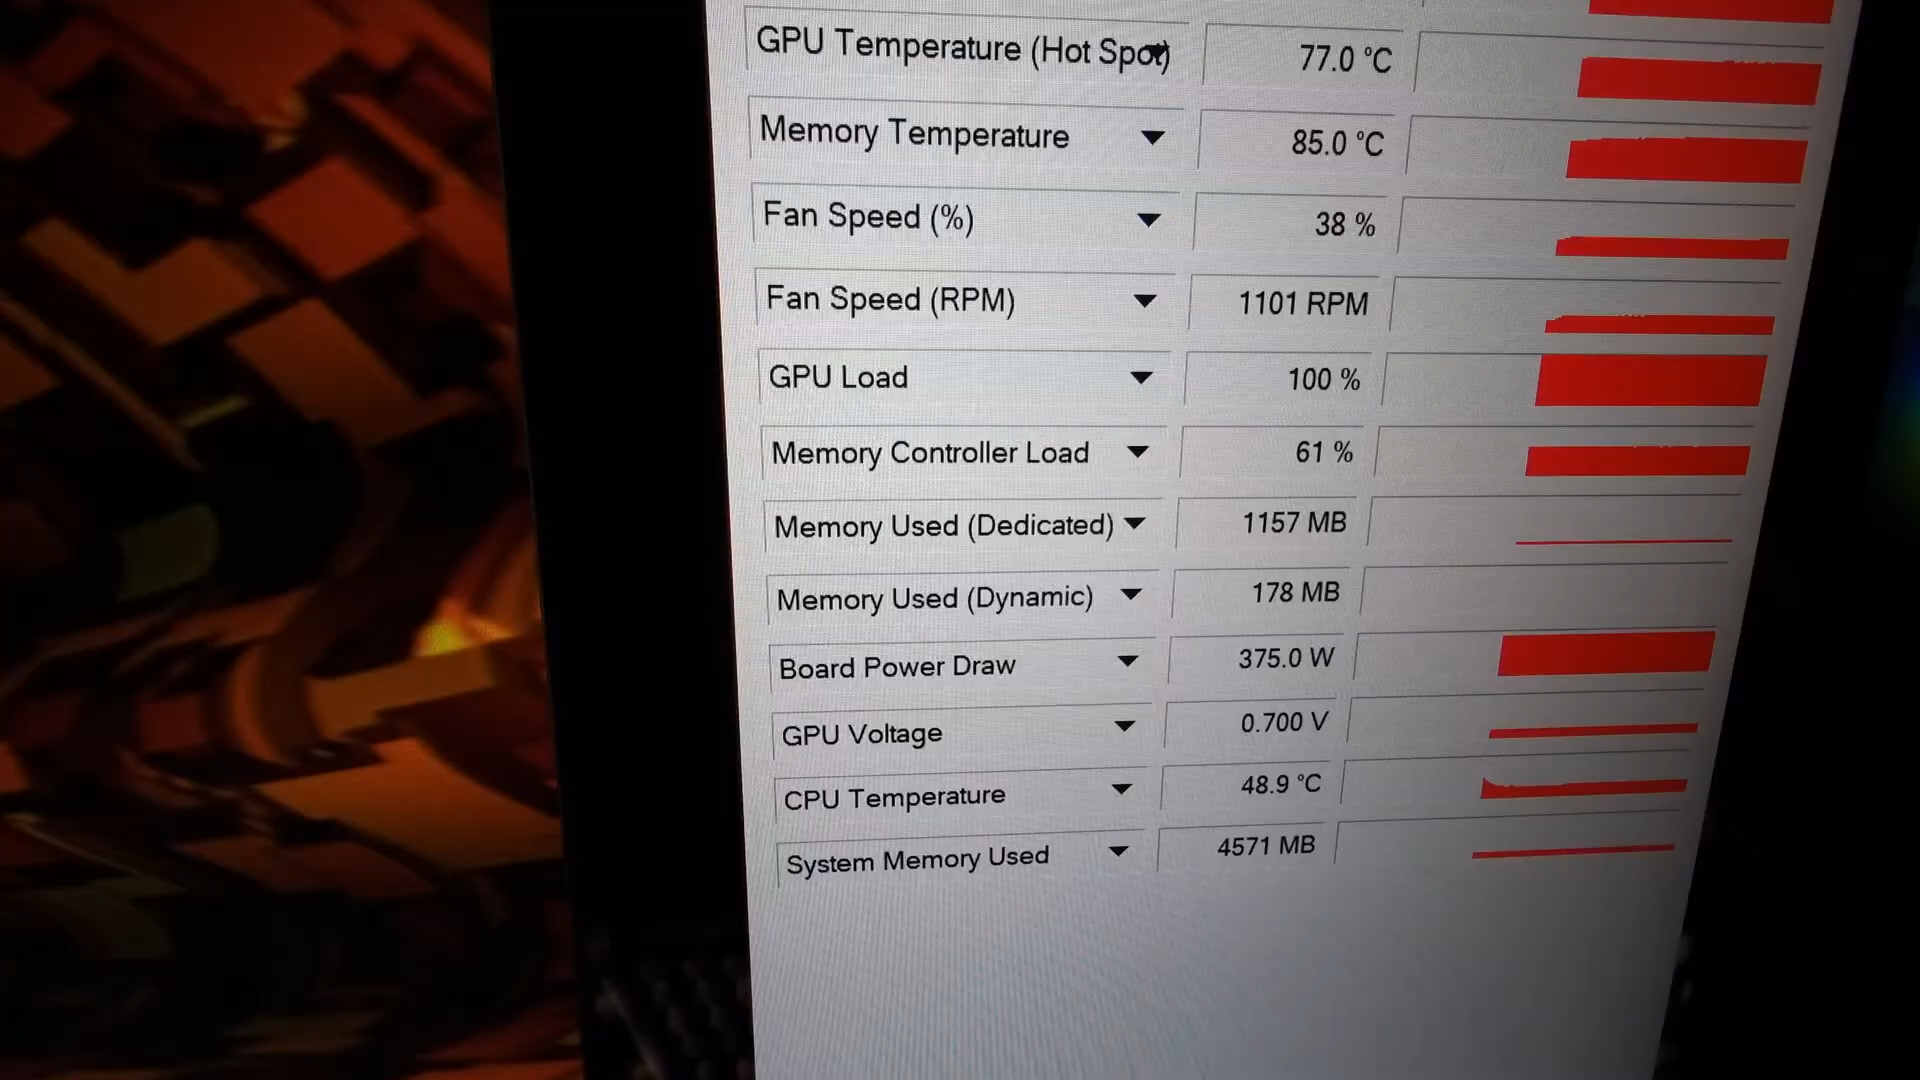 GPU Temperature (Hot Spot) 77.0 °C
Memory Temperature 85.0 °C
Fan Speed (%) 38 %
Fan Speed (RPM) 1101 RPM
GPU Load 100 %
Memory Controller Load 61 %
Memory Used (Dedicated) 1157 MB
Memory Used (Dynamic) 178 MB
Board Power Draw 375.0 W
GPU Voltage 0.700 V
CPU Temperature 48.9 °C
System Memory Used 4571 MB